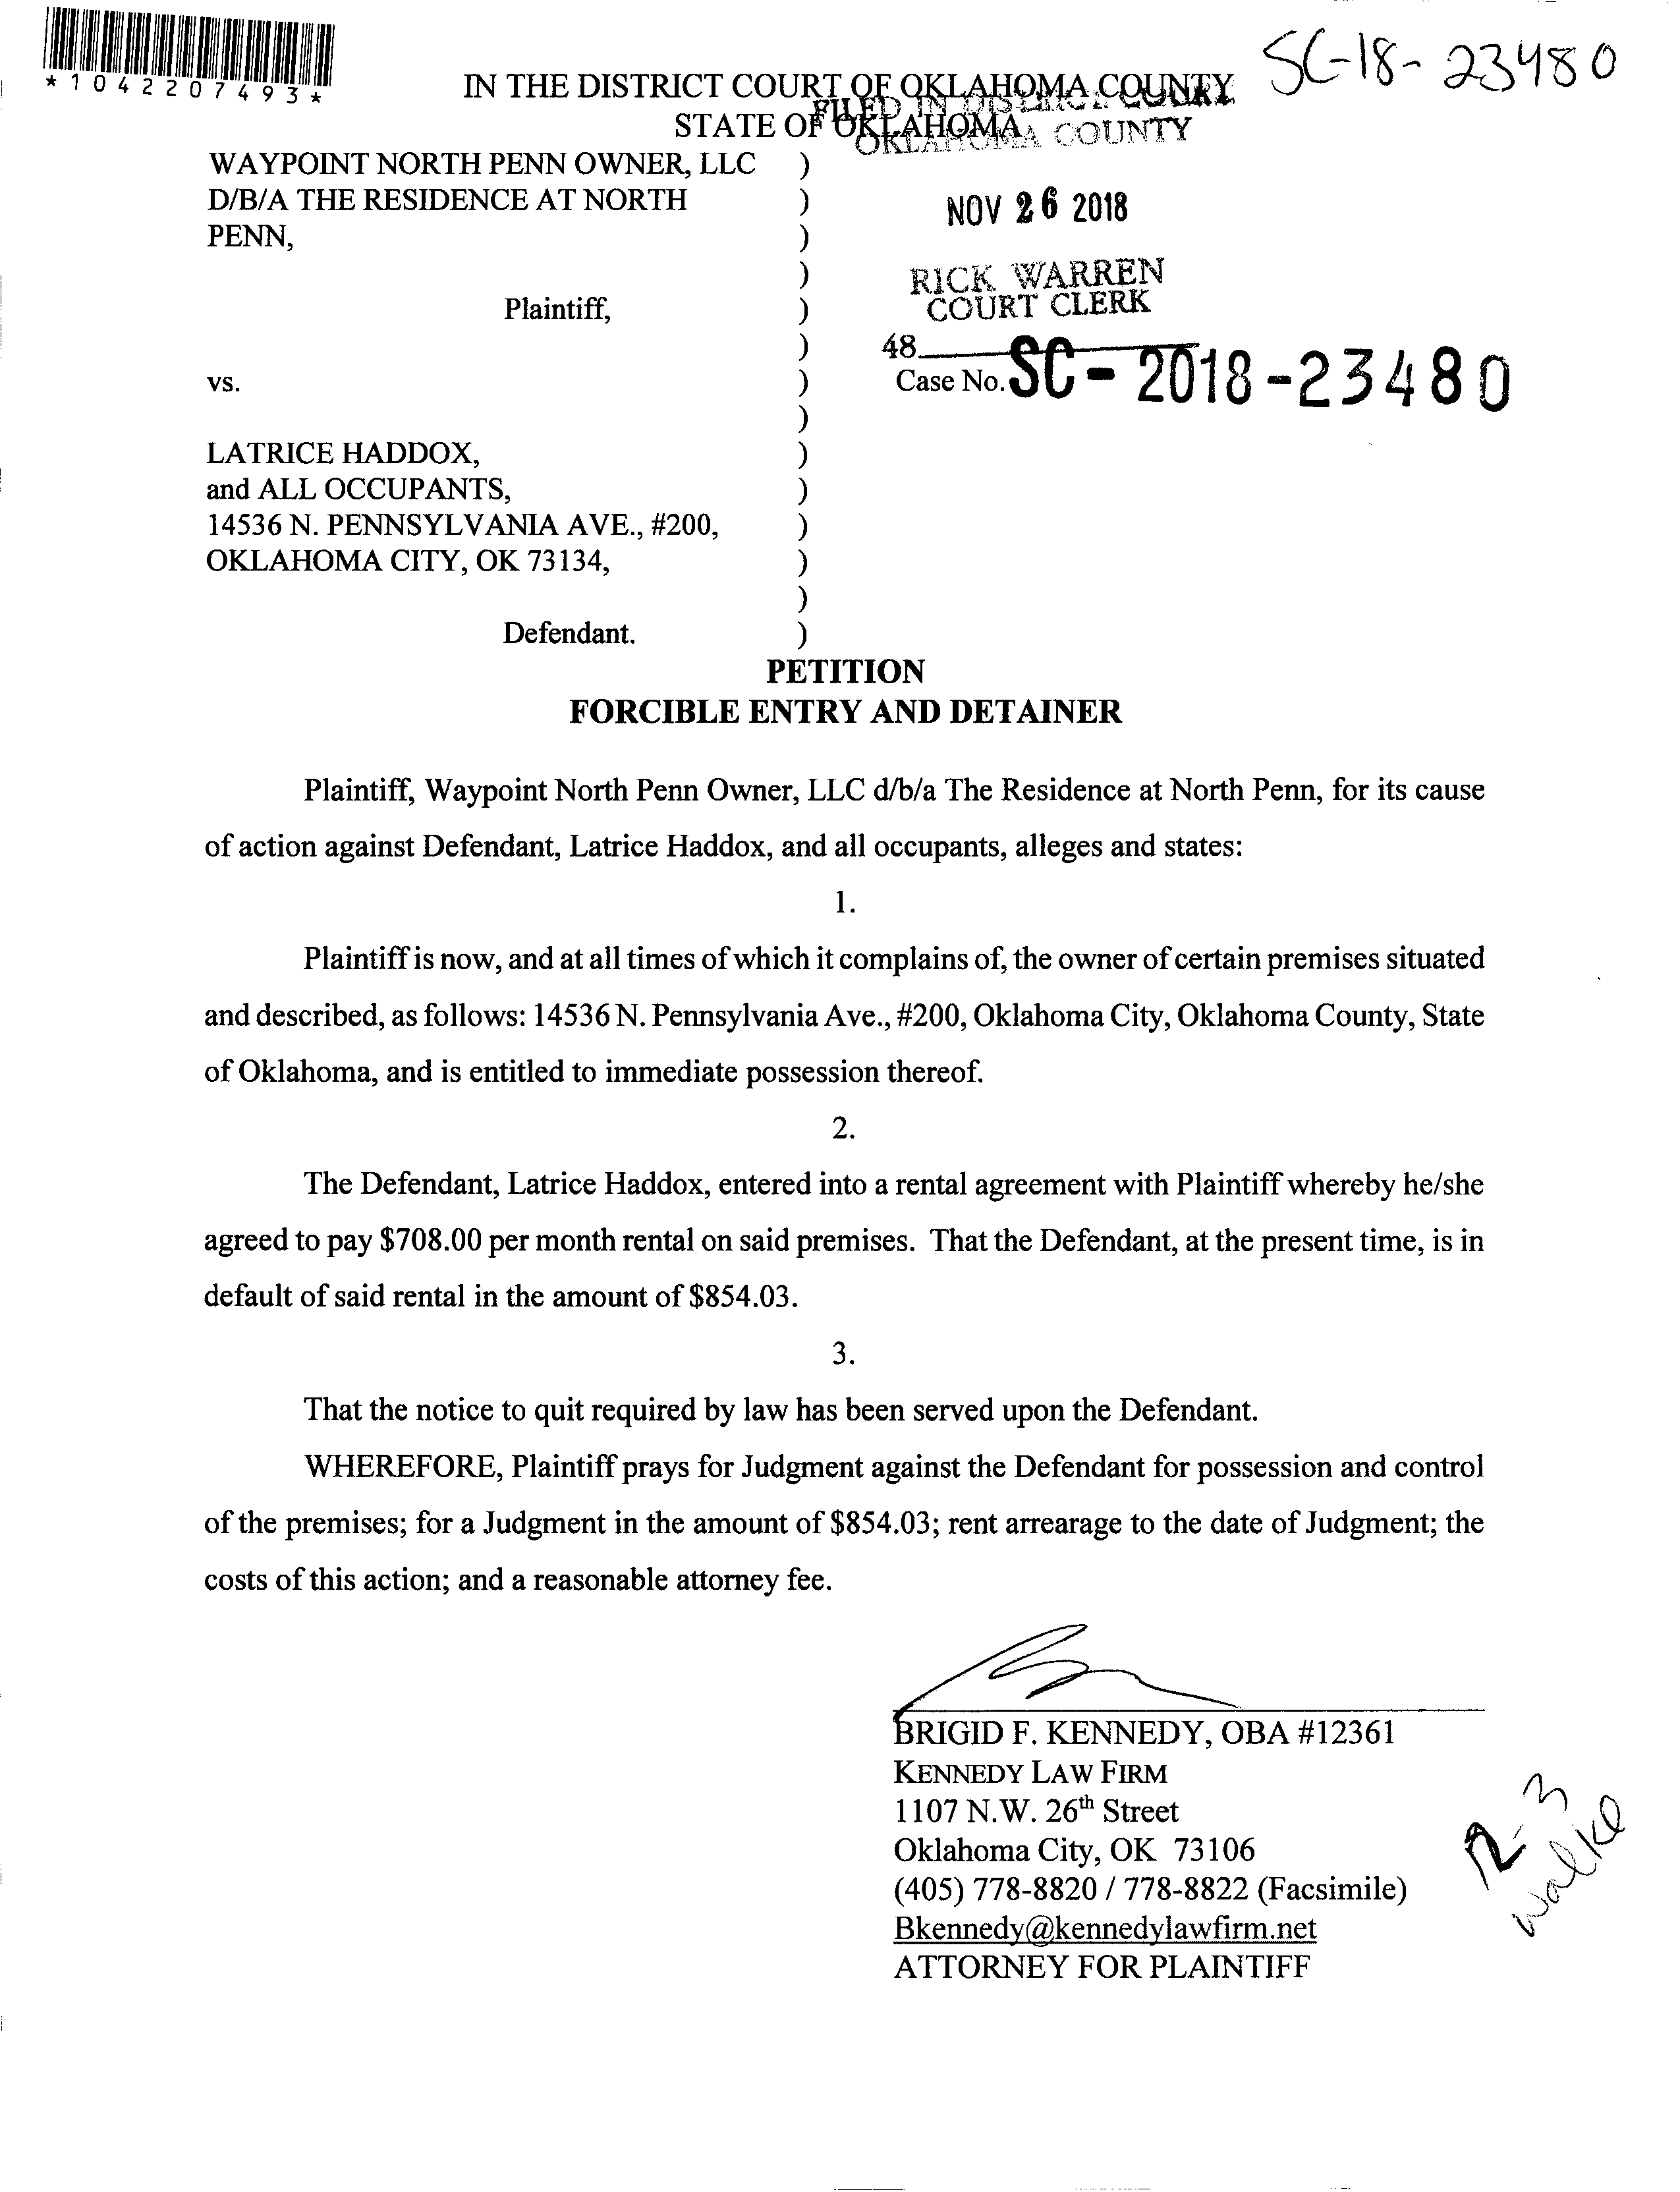 *1042207493*
SC-18-23480
IN THE DISTRICT COURT OF OKLAHOMA COUNTY
STATE OF OKLAHOMA
FILED IN DISTRICT COURT
OKLAHOMA COUNTY
WAYPOINT NORTH PENN OWNER, LLC )
D/B/A THE RESIDENCE AT NORTH )
PENN, )
)
Plaintiff, )
)
vs. )
)
LATRICE HADDOX, )
and ALL OCCUPANTS, )
14536 N. PENNSYLVANIA AVE., #200, )
OKLAHOMA CITY, OK 73134, )
)
Defendant. )
NOV 26 2018
RICK WARREN
COURT CLERK
48
Case No. SC-2018-23480
PETITION
FORCIBLE ENTRY AND DETAINER
Plaintiff, Waypoint North Penn Owner, LLC d/b/a The Residence at North Penn, for its cause
of action against Defendant, Latrice Haddox, and all occupants, alleges and states:
1.
Plaintiff is now, and at all times of which it complains of, the owner of certain premises situated
and described, as follows: 14536 N. Pennsylvania Ave., #200, Oklahoma City, Oklahoma County, State
of Oklahoma, and is entitled to immediate possession thereof.
2.
The Defendant, Latrice Haddox, entered into a rental agreement with Plaintiff whereby he/she
agreed to pay $708.00 per month rental on said premises. That the Defendant, at the present time, is in
default of said rental in the amount of $854.03.
3.
That the notice to quit required by law has been served upon the Defendant.
WHEREFORE, Plaintiff prays for Judgment against the Defendant for possession and control
of the premises; for a Judgment in the amount of $854.03; rent arrearage to the date of Judgment; the
costs of this action; and a reasonable attorney fee.
BRIGID F. KENNEDY, OBA #12361
KENNEDY LAW FIRM
1107 N.W. 26th Street
Oklahoma City, OK 73106
(405) 778-8820 / 778-8822 (Facsimile)
Bkennedy@kennedylawfirm.net
ATTORNEY FOR PLAINTIFF
12-3
walke